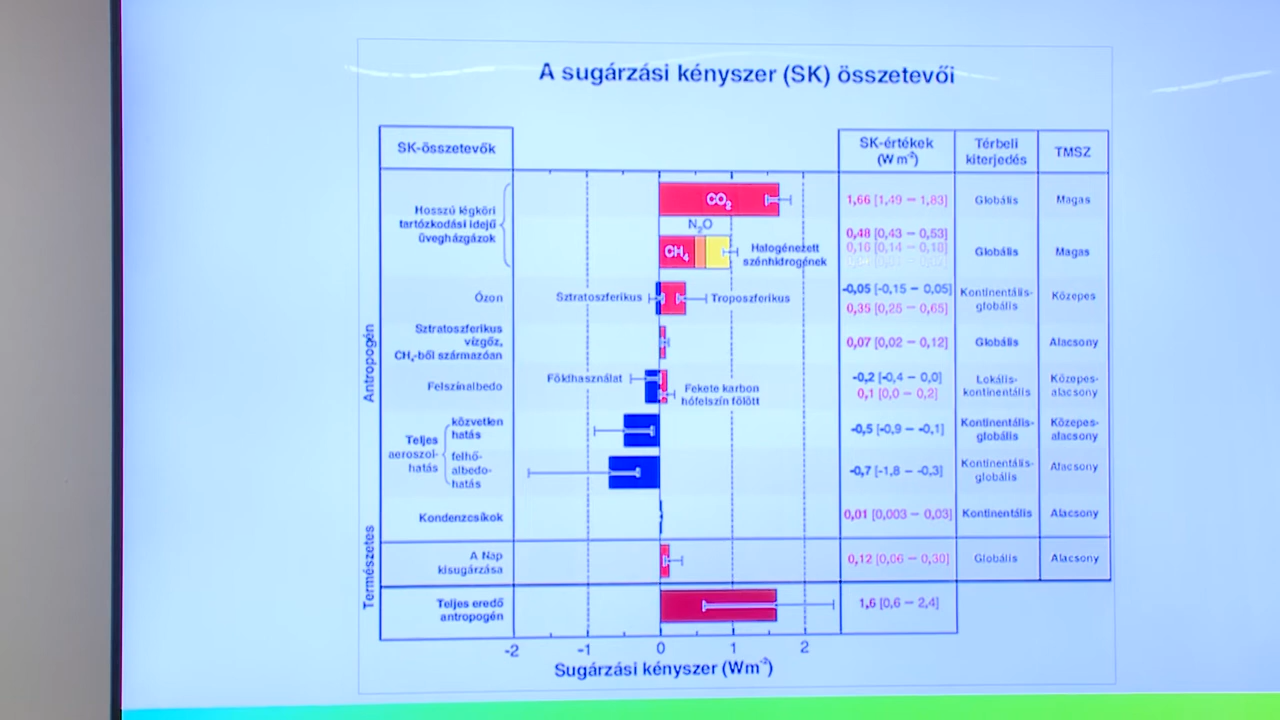 A sugárzási kényszer (SK) összetevői
SK-összetevők
SK-értékek
(W m⁻²)
Térbeli
kiterjedés
TMSZ
Antropogén
Hosszú légköri
tartózkodási idejű
üvegházgázok
CO₂
1,66 [1,49 – 1,83]
Globális
Magas
N₂O
CH₄
Halogénezett
szénhidrogének
0,48 [0,43 – 0,53]
0,16 [0,14 – 0,18]
Globális
Magas
Ózon
Sztratoszferikus
Troposzferikus
-0,05 [-0,15 – 0,05]
0,35 [0,25 – 0,65]
Kontinentális-
globális
Közepes
Sztratoszferikus
vízgőz,
CH₄-ből származóan
0,07 [0,02 – 0,12]
Globális
Alacsony
Felszínalbedo
Földhasználat
Fekete karbon
hófelszín fölött
-0,2 [-0,4 – 0,0]
0,1 [0,0 – 0,2]
Lokális-
kontinentális
Közepes-
alacsony
Teljes
aeroszol-
hatás
közvetlen
hatás
-0,5 [-0,9 – -0,1]
Kontinentális-
globális
Közepes-
alacsony
felhő-
albedo-
hatás
-0,7 [-1,8 – -0,3]
Kontinentális-
globális
Alacsony
Kondenzcsíkok
0,01 [0,003 – 0,03]
Kontinentális
Alacsony
Természetes
A Nap
kisugárzása
0,12 [0,06 – 0,30]
Globális
Alacsony
Teljes eredő
antropogén
1,6 [0,6 – 2,4]
-2 -1 0 1 2
Sugárzási kényszer (Wm⁻²)